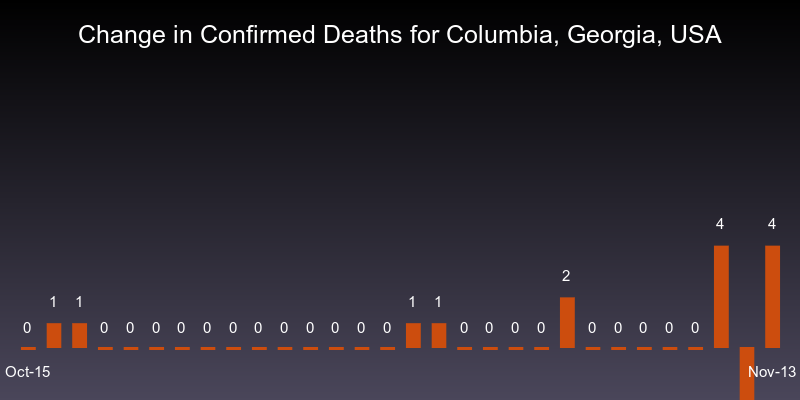 Change in Confirmed Deaths for Columbia, Georgia, USA
4 4
2
1 1 1 1
0 0 0 0 0 0 0 0 0 0 0 0 0 0 0 0 0 0 0 0 0 0
Oct-15 Nov-13